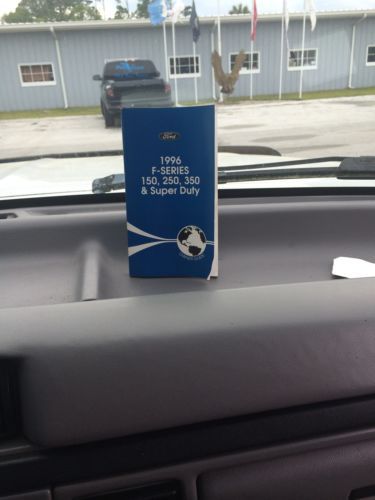 Ford
1996
F-SERIES
150, 250, 350
& Super Duty